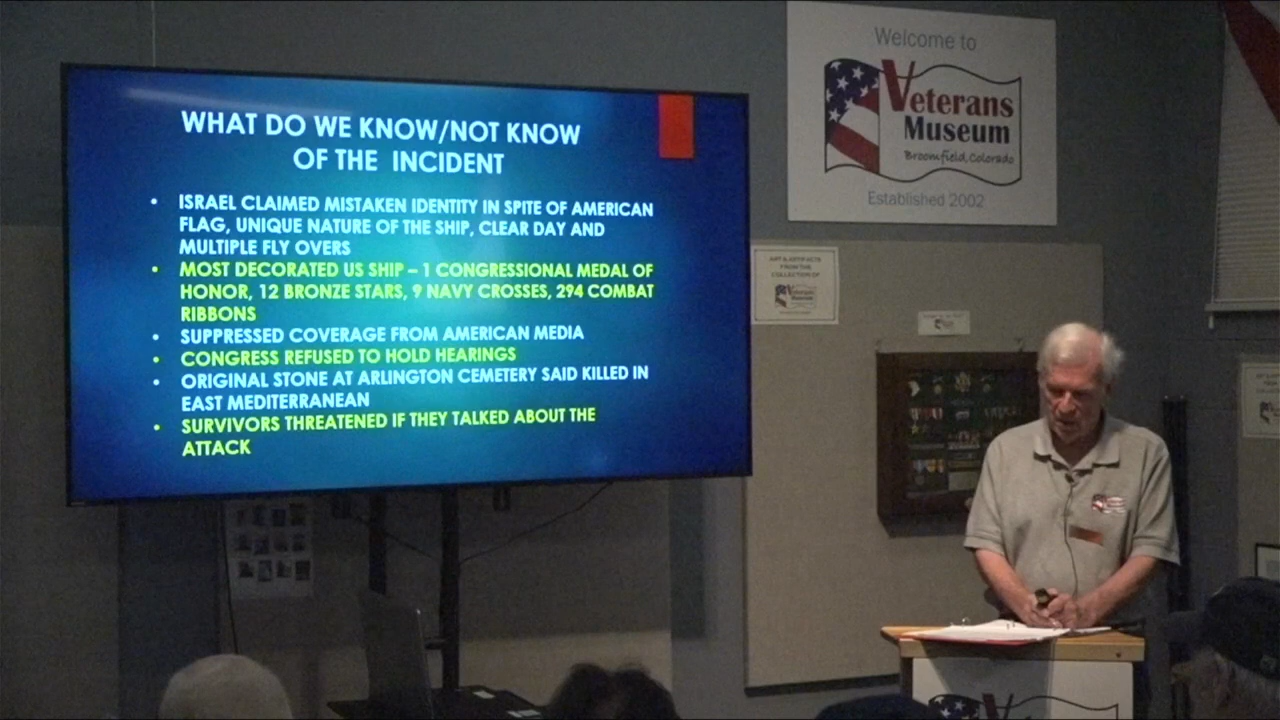 WHAT DO WE KNOW/NOT KNOW
OF THE INCIDENT
• ISRAEL CLAIMED MISTAKEN IDENTITY IN SPITE OF AMERICAN
FLAG, UNIQUE NATURE OF THE SHIP, CLEAR DAY AND
MULTIPLE FLY OVERS
• MOST DECORATED US SHIP – 1 CONGRESSIONAL MEDAL OF
HONOR, 12 BRONZE STARS, 9 NAVY CROSSES, 294 COMBAT
RIBBONS
• SUPPRESSED COVERAGE FROM AMERICAN MEDIA
• CONGRESS REFUSED TO HOLD HEARINGS
• ORIGINAL STONE AT ARLINGTON CEMETERY SAID KILLED IN
EAST MEDITERRANEAN
• SURVIVORS THREATENED IF THEY TALKED ABOUT THE
ATTACK
Welcome to
Veterans
Museum
Broomfield, Colorado
Established 2002
ART & ARTIFACTS
FROM THE
COLLECTION OF
Veterans
Museum
Veterans
Museum